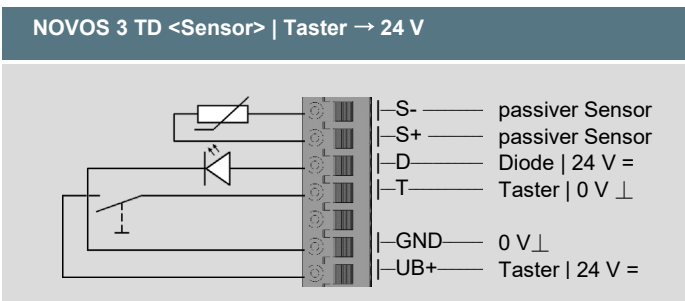 NOVOS 3 TD <Sensor> | Taster → 24 V
S- passiver Sensor
S+ passiver Sensor
D Diode | 24 V =
T Taster | 0 V ⊥
GND 0 V⊥
UB+ Taster | 24 V =